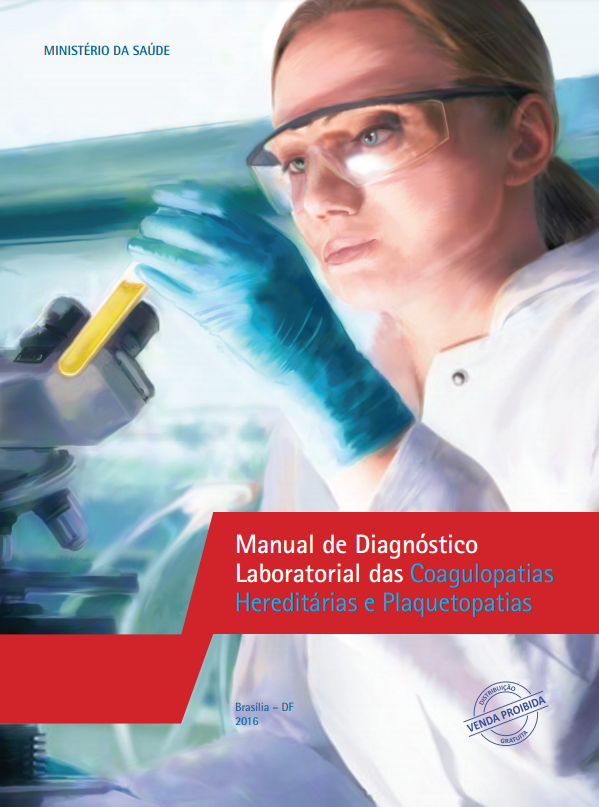 MINISTÉRIO DA SAÚDE
Manual de Diagnóstico
Laboratorial das Coagulopatias
Hereditárias e Plaquetopatias
Brasília – DF
2016
DISTRIBUIÇÃO
VENDA PROIBIDA
GRATUITA